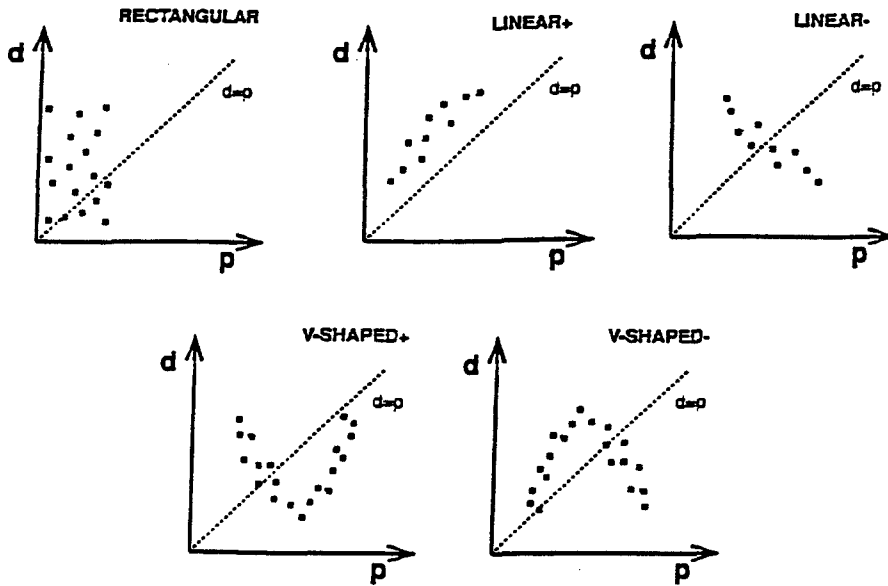 RECTANGULAR
d
d=p
p
LINEAR+
d
d=p
p
LINEAR-
d
d=p
p
V-SHAPED+
d
d=p
p
V-SHAPED-
d
d=p
p